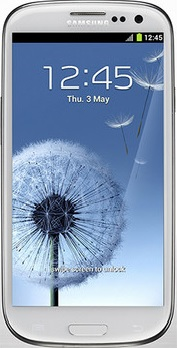 SAMSUNG
12:45
12:45
Thu. 3 May
swipe screen to unlock